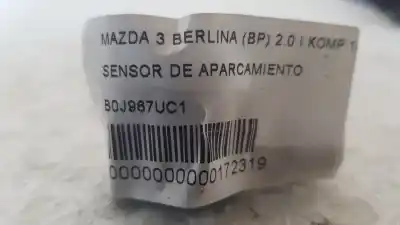 MAZDA 3 BERLINA (BP) 2.0 I KOMP
SENSOR DE APARCAMIENTO
B0J967UC1
0000000000172319